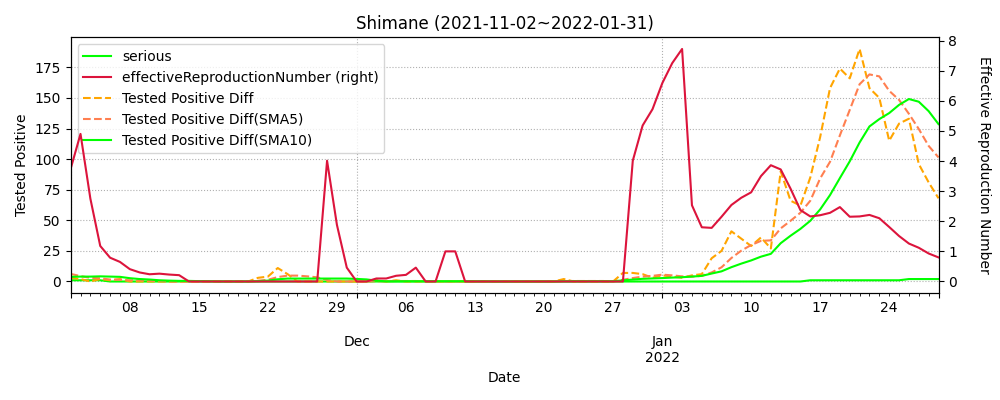 Shimane (2021-11-02~2022-01-31)
serious
effectiveReproductionNumber (right)
Tested Positive Diff
Tested Positive Diff(SMA5)
Tested Positive Diff(SMA10)
Tested Positive
175
150
125
100
75
50
25
0
8
7
6
5
4
3
2
1
0
Effective Reproduction Number
08 15 22 29 06 13 20 27 03 10 17 24
Dec Jan
2022
Date